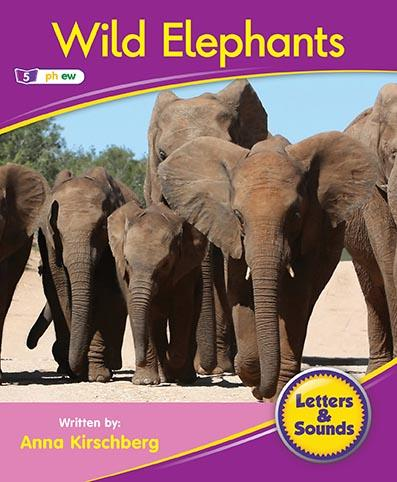 Wild Elephants
5 ph ew
Written by:
Anna Kirschberg
Letters
&
Sounds